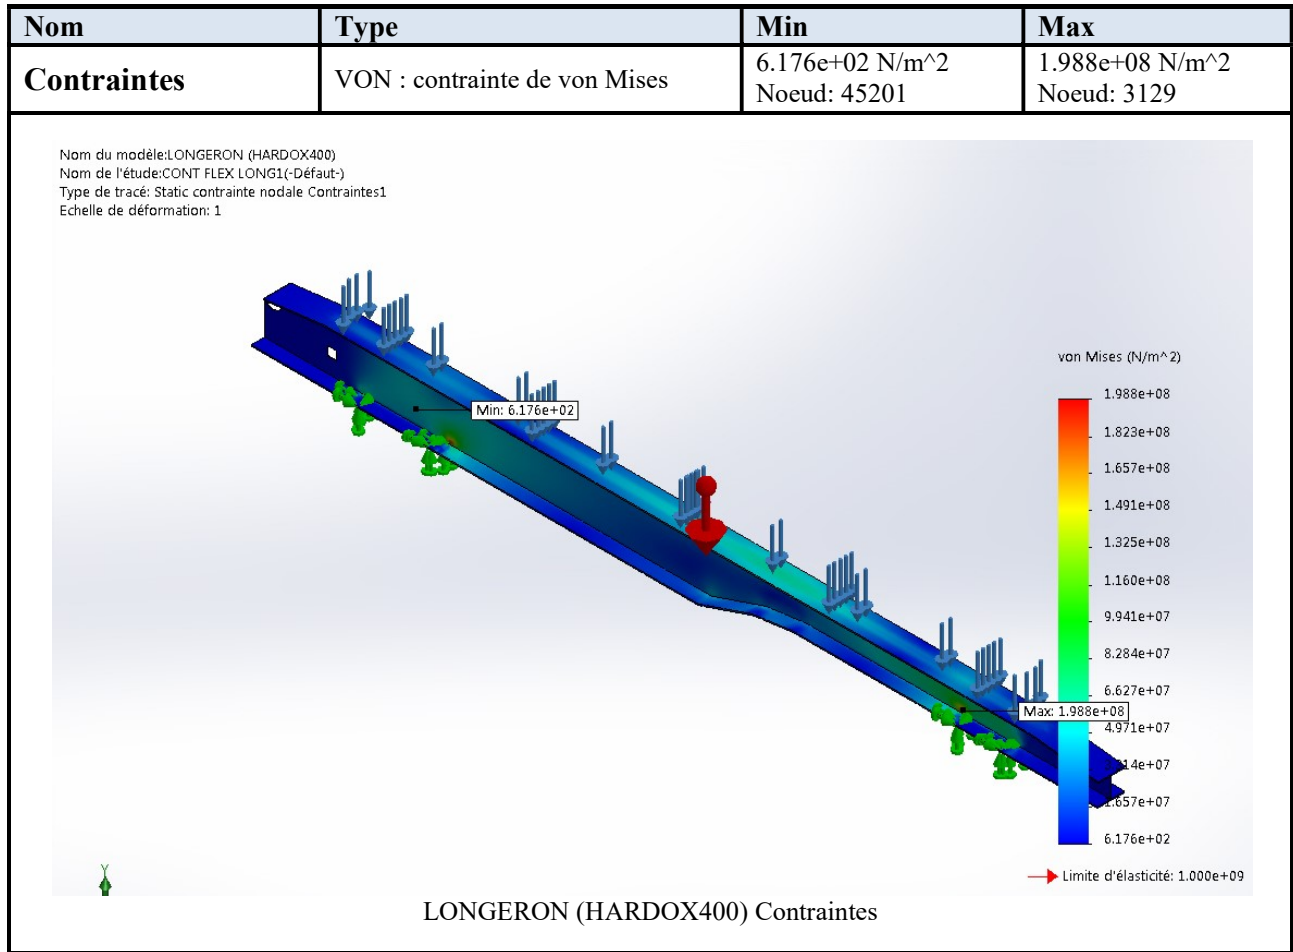 Nom Type Min Max
Contraintes VON : contrainte de von Mises 6.176e+02 N/m^2 1.988e+08 N/m^2
Noeud: 45201 Noeud: 3129
Nom du modèle:LONGERON (HARDOX400)
Nom de l'étude:CONT FLEX LONG1(-Défaut-)
Type de tracé: Static contrainte nodale Contraintes1
Echelle de déformation: 1
Min: 6.176e+02
von Mises (N/m^2)
1.988e+08
1.823e+08
1.657e+08
1.491e+08
1.325e+08
1.160e+08
9.941e+07
8.284e+07
6.627e+07
Max: 1.988e+08
4.971e+07
14e+07
1.657e+07
6.176e+02
Limite d'élasticité: 1.000e+09
Y
LONGERON (HARDOX400) Contraintes